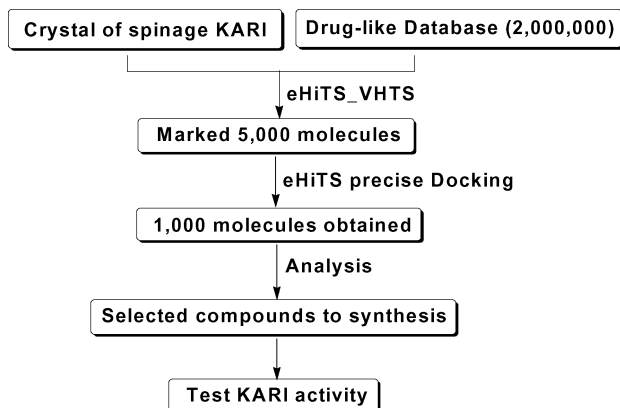 Crystal of spinage KARI
Drug-like Database (2,000,000)
eHiTS_VHTS
Marked 5,000 molecules
eHiTS precise Docking
1,000 molecules obtained
Analysis
Selected compounds to synthesis
Test KARI activity